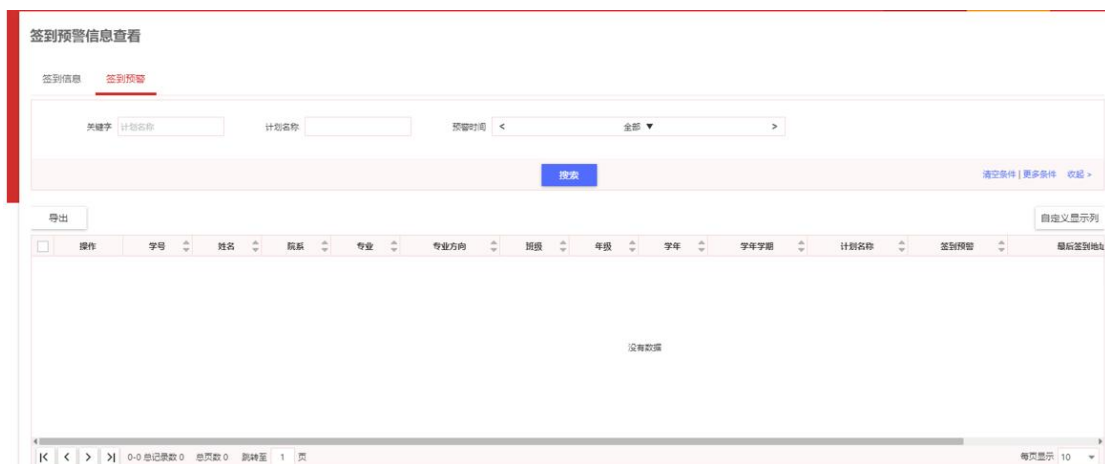 签到预警信息查看
签到信息 签到预警
关键字 计划名称 计划名称 预警时间 < 全部 ▼ >
搜索 清空条件 | 更多条件 收起 »
导出 自定义显示列
操作 学号 姓名 院系 专业 专业方向 班级 年级 学年 学年学期 计划名称 签到预警 最后签到地址
没有数据
0-0 总记录数 0 总页数 0 跳转至 1 页 每页显示 10